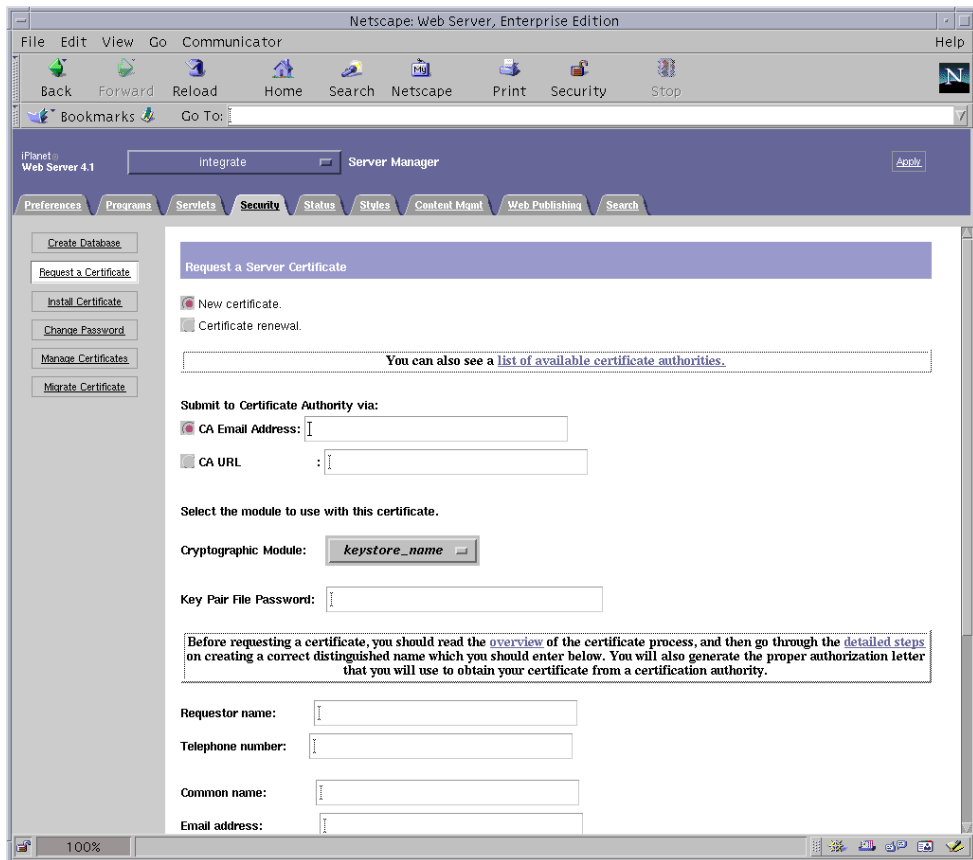 Netscape: Web Server, Enterprise Edition
File Edit View Go Communicator Help
Back Forward Reload Home Search Netscape Print Security Stop
My
N
Bookmarks Go To:
iPlanet
Web Server 4.1
integrate
Server Manager
Apply
Preferences Programs Servlets Security Status Styles Content Mgmt Web Publishing Search
Create Database
Request a Certificate
Install Certificate
Change Password
Manage Certificates
Migrate Certificate
Request a Server Certificate
New certificate.
Certificate renewal.
You can also see a list of available certificate authorities.
Submit to Certificate Authority via:
CA Email Address:
CA URL :
Select the module to use with this certificate.
Cryptographic Module: keystore_name
Key Pair File Password:
Before requesting a certificate, you should read the overview of the certificate process, and then go through the detailed steps
on creating a correct distinguished name which you should enter below. You will also generate the proper authorization letter
that you will use to obtain your certificate from a certification authority.
Requestor name:
Telephone number:
Common name:
Email address:
100%